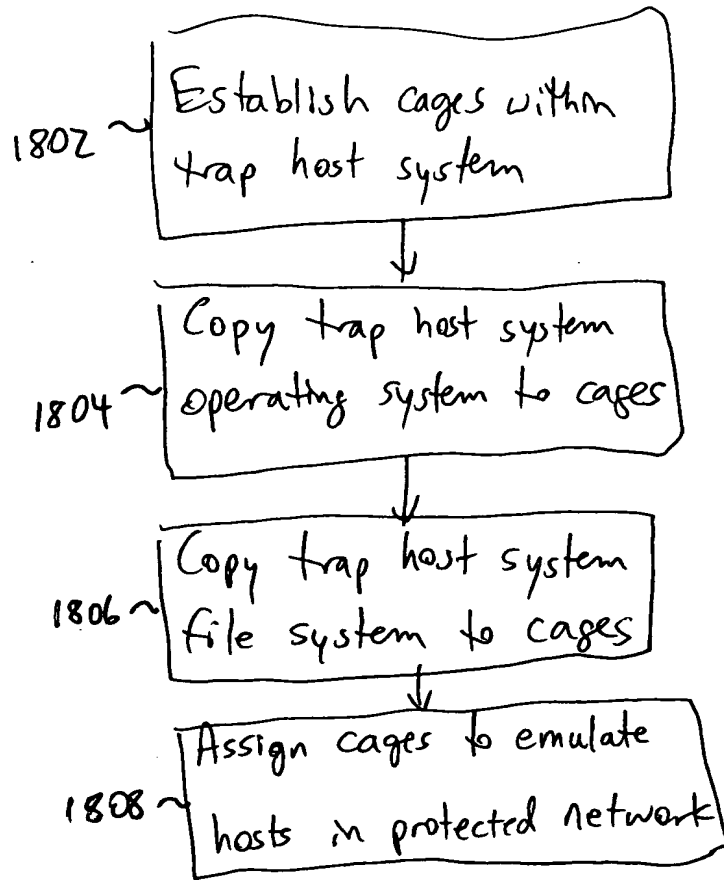 Establish cages within
1802
trap host system
Copy trap host system
1804
operating system to cages
Copy trap host system
1806
file system to cages
Assign cages to emulate
1808
hosts in protected network